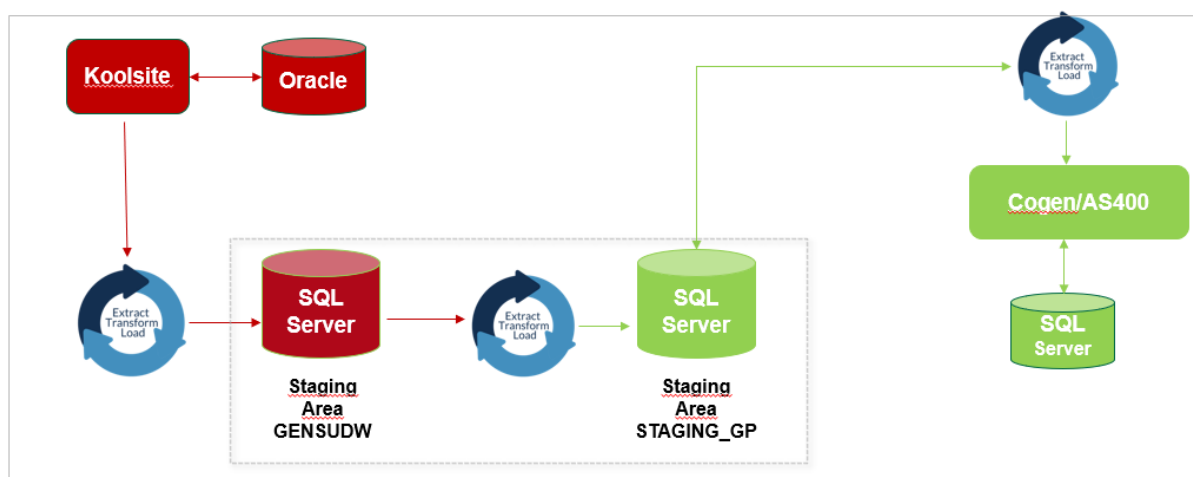 Koolsite
Oracle
Extract
Transform
Load
Cogen/AS400
SQL
Server
Extract
Transform
Load
SQL
Server
Staging
Area
GENSUDW
Extract
Transform
Load
SQL
Server
Staging
Area
STAGING_GP